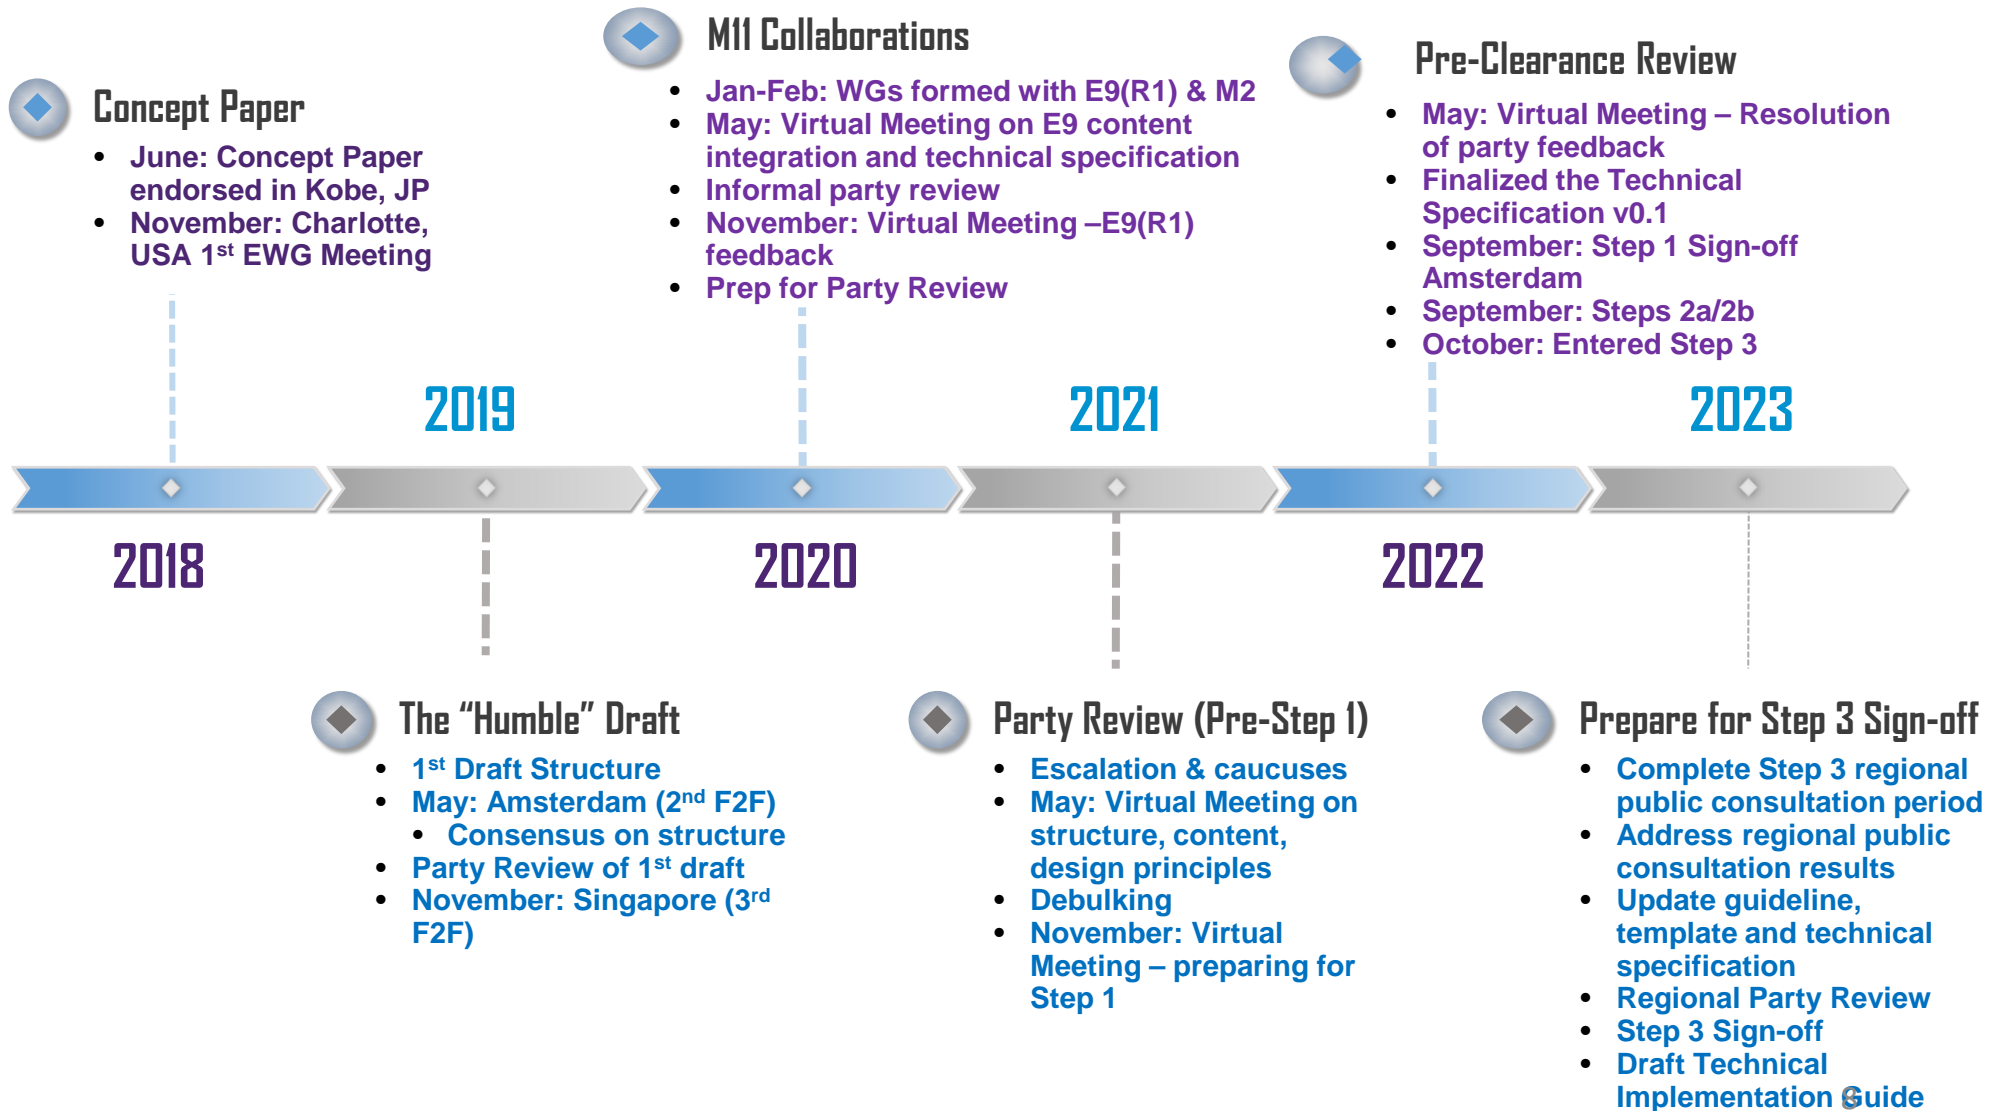 Concept Paper
• June: Concept Paper
endorsed in Kobe, JP
• November: Charlotte,
USA 1st EWG Meeting
M11 Collaborations
• Jan-Feb: WGs formed with E9(R1) & M2
• May: Virtual Meeting on E9 content
integration and technical specification
• Informal party review
• November: Virtual Meeting –E9(R1)
feedback
• Prep for Party Review
Pre-Clearance Review
• May: Virtual Meeting – Resolution
of party feedback
• Finalized the Technical
Specification v0.1
• September: Step 1 Sign-off
Amsterdam
• September: Steps 2a/2b
• October: Entered Step 3
2019
2021
2023
2018
2020
2022
The “Humble” Draft
• 1st Draft Structure
• May: Amsterdam (2nd F2F)
• Consensus on structure
• Party Review of 1st draft
• November: Singapore (3rd
F2F)
Party Review (Pre-Step 1)
• Escalation & caucuses
• May: Virtual Meeting on
structure, content,
design principles
• Debulking
• November: Virtual
Meeting – preparing for
Step 1
Prepare for Step 3 Sign-off
• Complete Step 3 regional
public consultation period
• Address regional public
consultation results
• Update guideline,
template and technical
specification
• Regional Party Review
• Step 3 Sign-off
• Draft Technical
Implementation Guide
8